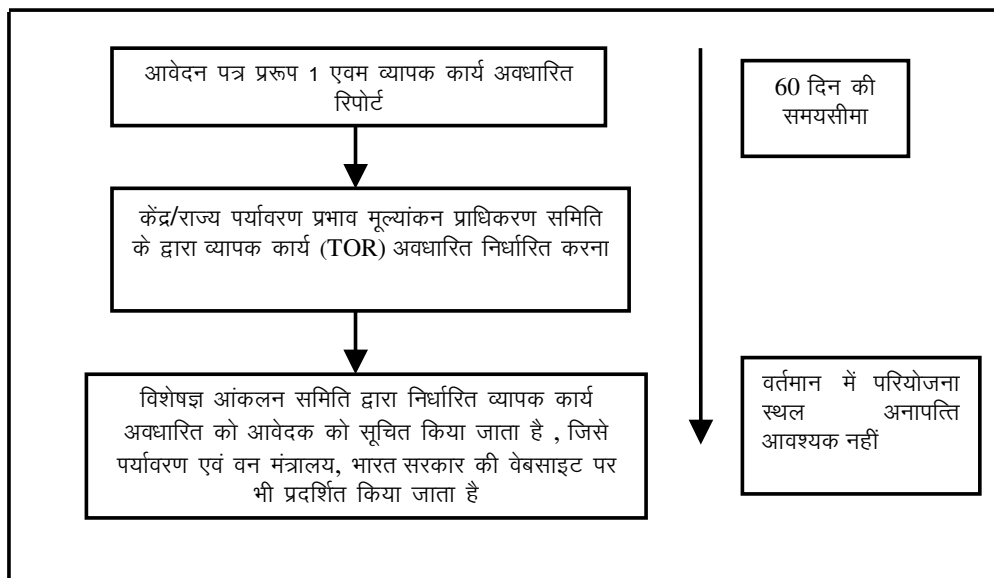 आवेदन पत्र प्ररूप 1 एवम व्यापक कार्य अवधारित
रिपोर्ट
60 दिन की
समयसीमा
केंद्र/राज्य पर्यावरण प्रभाव मूल्यांकन प्राधिकरण समिति
के द्वारा व्यापक कार्य (TOR) अवधारित निर्धारित करना
विशेषज्ञ आंकलन समिति द्वारा निर्धारित व्यापक कार्य
अवधारित को आवेदक को सूचित किया जाता है , जिसे
पर्यावरण एवं वन मंत्रालय, भारत सरकार की वेबसाइट पर
भी प्रदर्शित किया जाता है
वर्तमान में परियोजना
स्थल अनापत्ति
आवश्यक नहीं